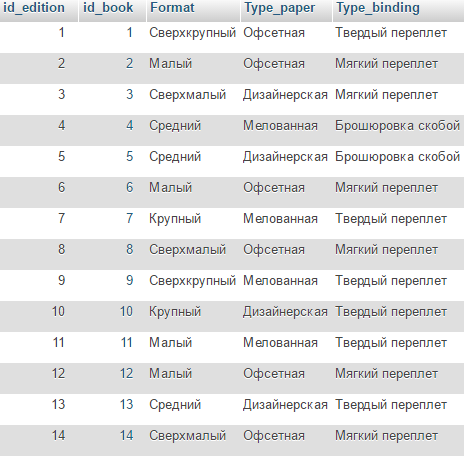 id_edition id_book Format Type_paper Type_binding
1 1 Сверхкрупный Офсетная Твердый переплет
2 2 Малый Офсетная Мягкий переплет
3 3 Сверхмалый Дизайнерская Мягкий переплет
4 4 Средний Мелованная Брошюровка скобой
5 5 Средний Дизайнерская Брошюровка скобой
6 6 Малый Офсетная Мягкий переплет
7 7 Крупный Мелованная Твердый переплет
8 8 Сверхмалый Офсетная Мягкий переплет
9 9 Сверхкрупный Мелованная Твердый переплет
10 10 Крупный Дизайнерская Твердый переплет
11 11 Малый Мелованная Твердый переплет
12 12 Малый Офсетная Мягкий переплет
13 13 Средний Дизайнерская Твердый переплет
14 14 Сверхмалый Офсетная Мягкий переплет